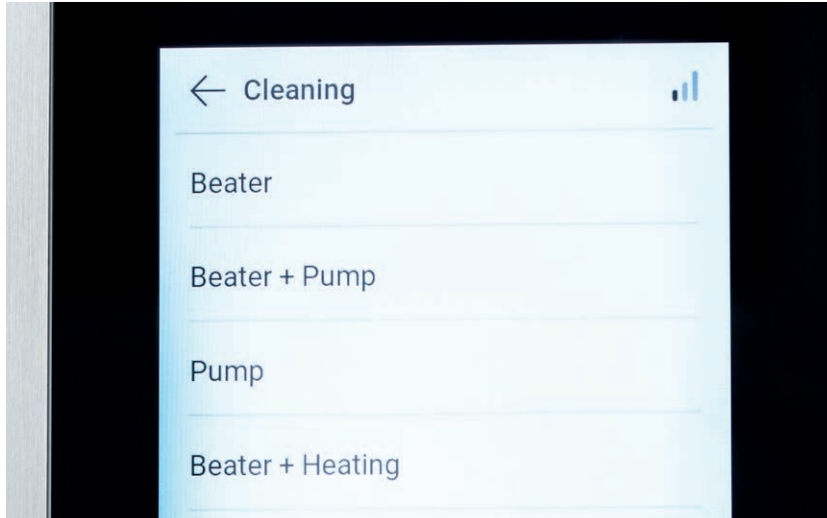 Cleaning
Beater
Beater + Pump
Pump
Beater + Heating